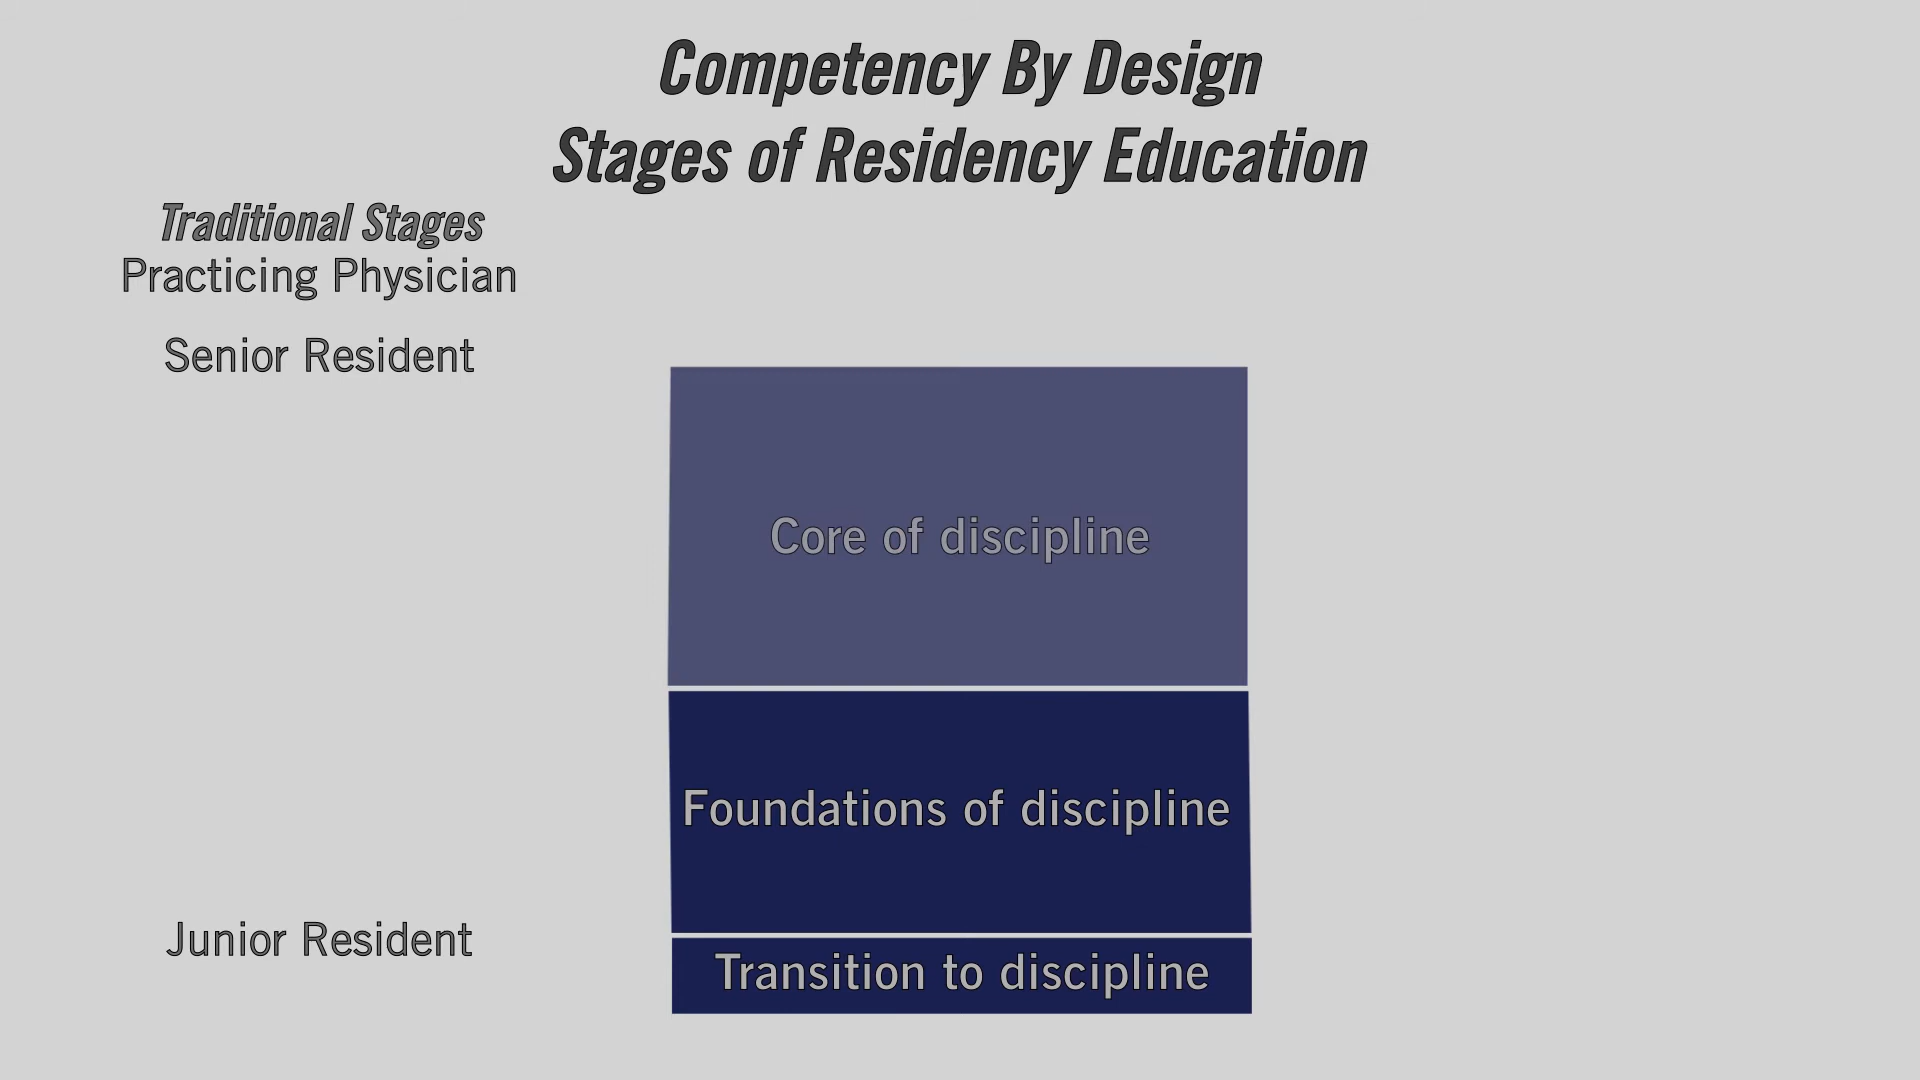 Competency By Design
Stages of Residency Education
Traditional Stages
Practicing Physician
Senior Resident
Core of discipline
Foundations of discipline
Junior Resident
Transition to discipline